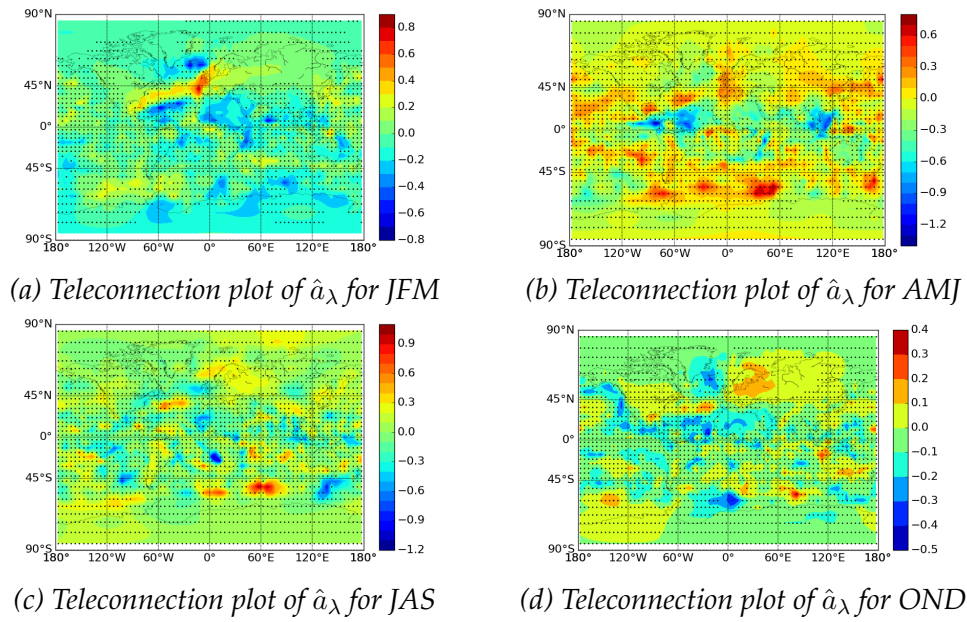 90°N
45°N
0°
45°S
90°S
180° 120°W 60°W 0° 60°E 120°E 180°
0.8
0.6
0.4
0.2
0.0
−0.2
−0.4
−0.6
−0.8
(a) Teleconnection plot of âλ for JFM
90°N
45°N
0°
45°S
90°S
180° 120°W 60°W 0° 60°E 120°E 180°
0.6
0.3
0.0
−0.3
−0.6
−0.9
−1.2
(b) Teleconnection plot of âλ for AMJ
90°N
45°N
0°
45°S
90°S
180° 120°W 60°W 0° 60°E 120°E 180°
0.9
0.6
0.3
0.0
−0.3
−0.6
−0.9
−1.2
(c) Teleconnection plot of âλ for JAS
90°N
45°N
0°
45°S
90°S
180° 120°W 60°W 0° 60°E 120°E 180°
0.4
0.3
0.2
0.1
0.0
−0.1
−0.2
−0.3
−0.4
−0.5
(d) Teleconnection plot of âλ for OND